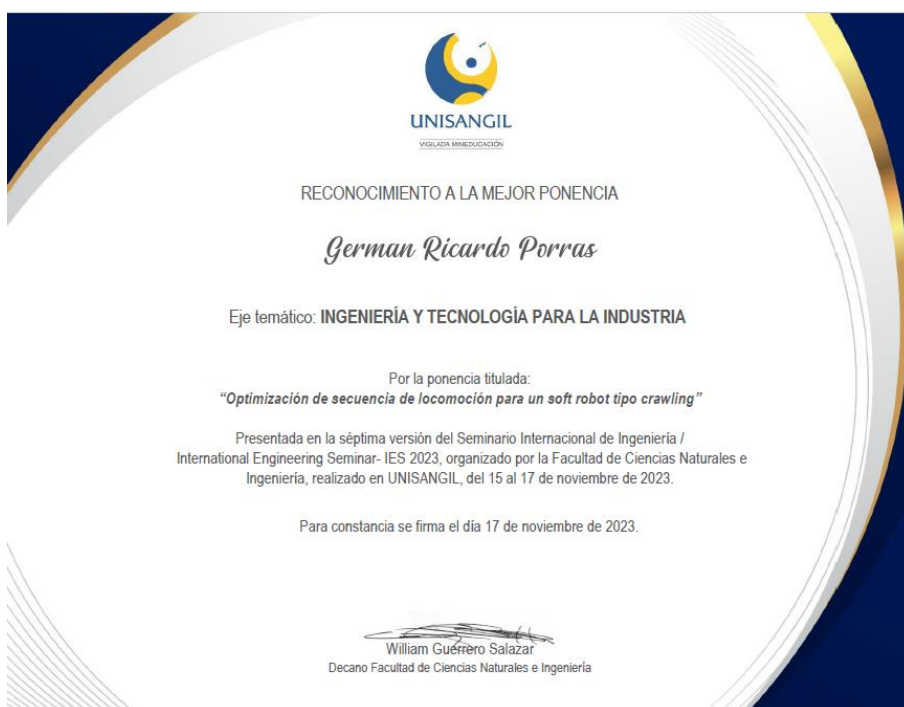 UNISANGIL
VIGILADA MINEDUCACIÓN
RECONOCIMIENTO A LA MEJOR PONENCIA
German Ricardo Porras
Eje temático: INGENIERÍA Y TECNOLOGÍA PARA LA INDUSTRIA
Por la ponencia titulada:
“Optimización de secuencia de locomoción para un soft robot tipo crawling”
Presentada en la séptima versión del Seminario Internacional de Ingeniería /
International Engineering Seminar- IES 2023, organizado por la Facultad de Ciencias Naturales e
Ingeniería, realizado en UNISANGIL, del 15 al 17 de noviembre de 2023.
Para constancia se firma el día 17 de noviembre de 2023.
William Guerrero Salazar
Decano Facultad de Ciencias Naturales e Ingeniería